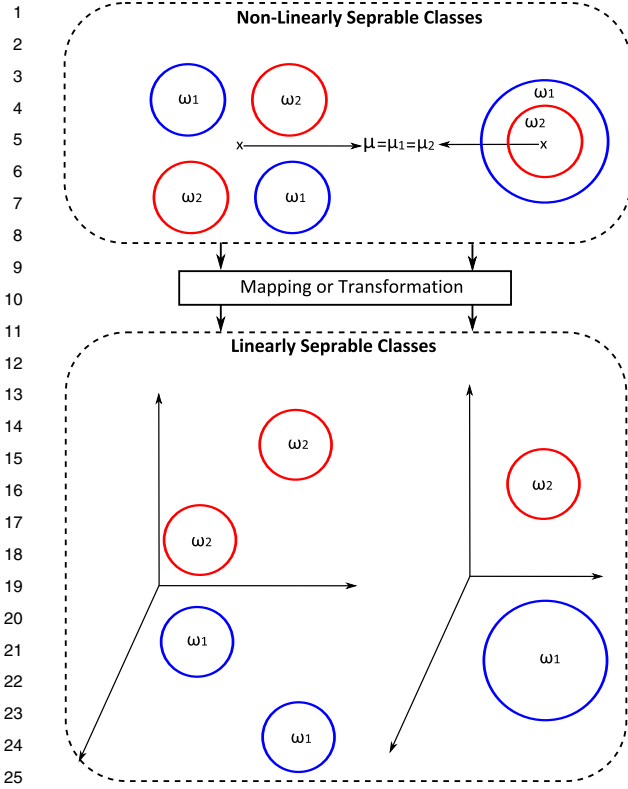 1
Non-Linearly Seprable Classes
2
3
ω1
4
ω1 ω2
ω2
5
x μ=μ1=μ2 x
6
7
ω2 ω1
8
9
Mapping or Transformation
10
11
Linearly Seprable Classes
12
13
14
ω2
15
ω2
16
17
ω2
18
19
20
ω1
21
ω1
22
23
24
ω1
25